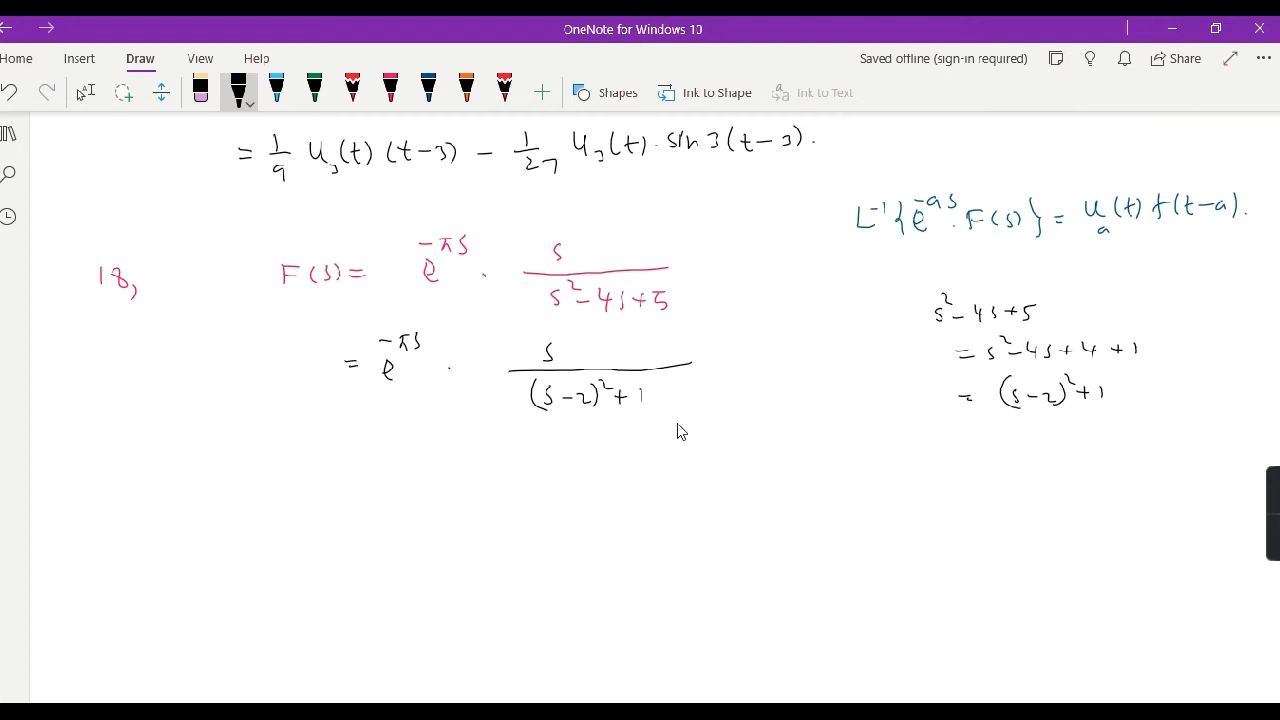 OneNote for Windows 10
Home Insert Draw View Help Saved offline (sign-in required) Share
Shapes Ink to Shape Ink to Text
= 1/9 u₃(t) (t-3) - 1/27 u₃(t) · sin 3(t-3).
L⁻¹{e^(-as) · F(s)} = u_a(t) f(t-a).
18, F(s) = e^(-πs) · s/(s²-4s+5)
s²-4s+5
= e^(-πs) · s/((s-2)²+1)
= s²-4s+4+1
= (s-2)²+1